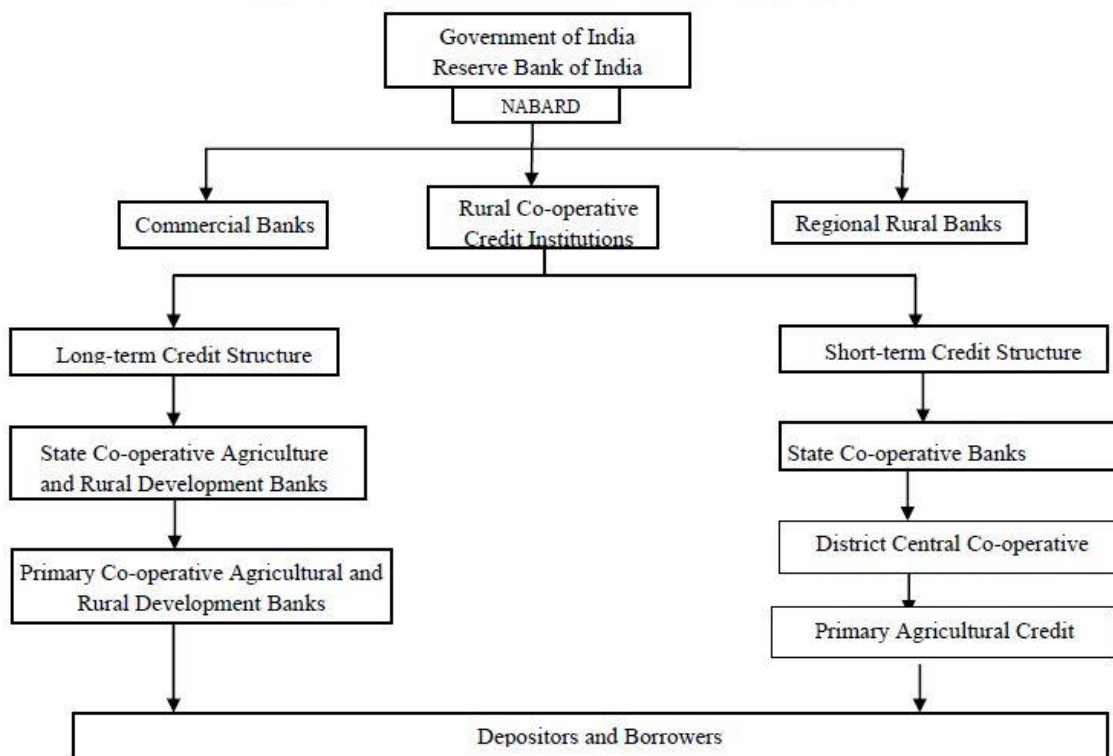 Government of India
Reserve Bank of India
NABARD
Commercial Banks
Rural Co-operative
Credit Institutions
Regional Rural Banks
Long-term Credit Structure
Short-term Credit Structure
State Co-operative Agriculture
and Rural Development Banks
State Co-operative Banks
District Central Co-operative
Primary Co-operative Agricultural and
Rural Development Banks
Primary Agricultural Credit
Depositors and Borrowers